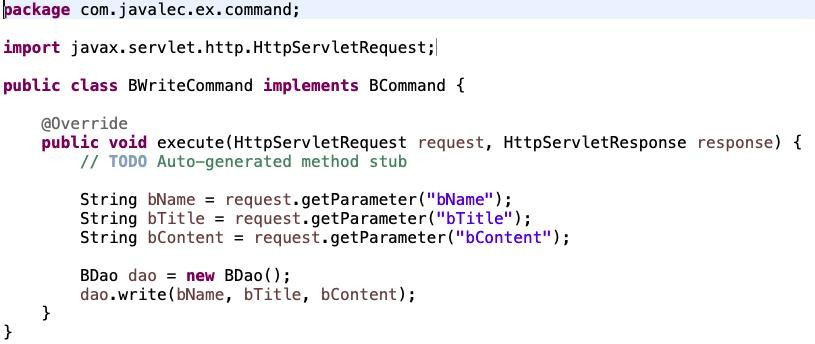 package com.javalec.ex.command;
import javax.servlet.http.HttpServletRequest;
public class BWriteCommand implements BCommand {
@Override
public void execute(HttpServletRequest request, HttpServletResponse response) {
// TODO Auto-generated method stub
String bName = request.getParameter("bName");
String bTitle = request.getParameter("bTitle");
String bContent = request.getParameter("bContent");
BDao dao = new BDao();
dao.write(bName, bTitle, bContent);
}
}